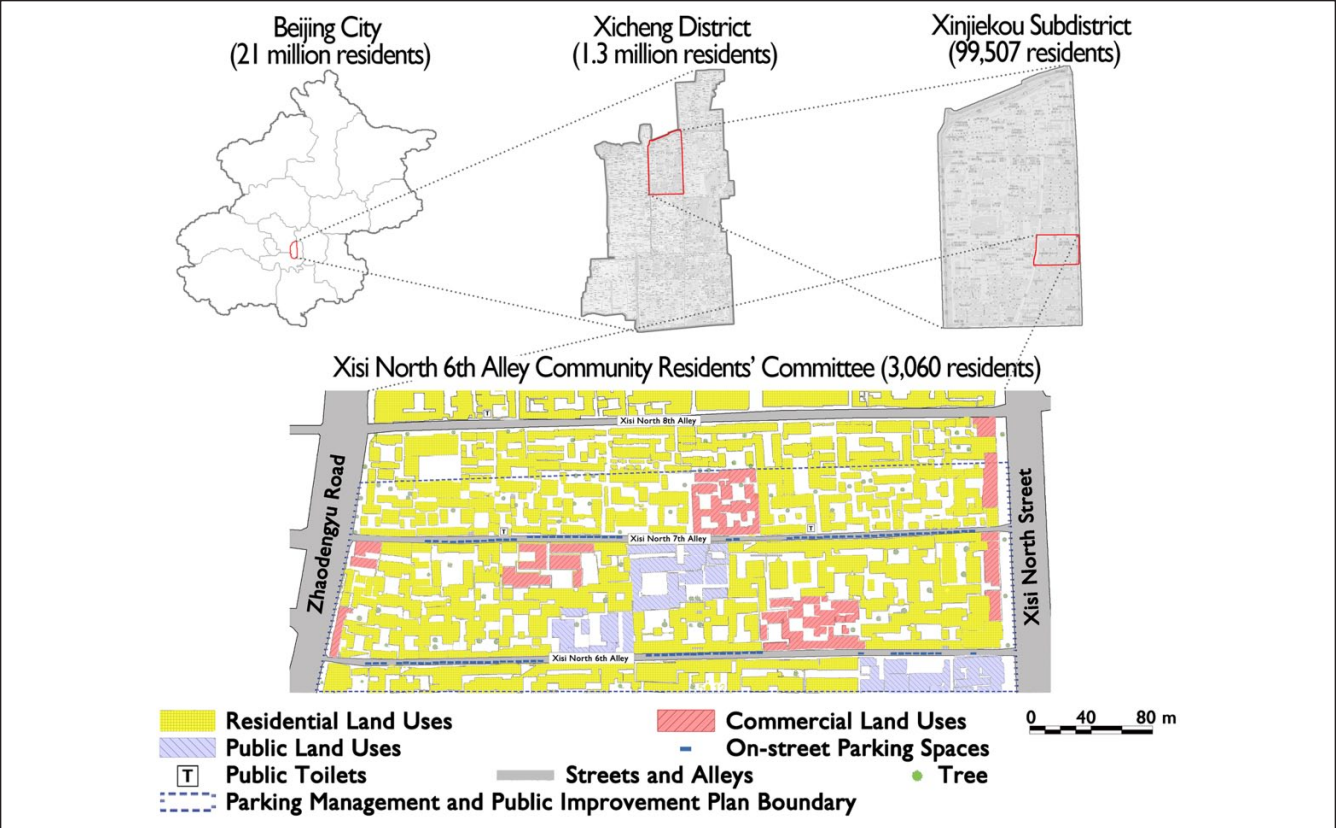 Beijing City
(21 million residents)
Xicheng District
(1.3 million residents)
Xinjiekou Subdistrict
(99,507 residents)
Xisi North 6th Alley Community Residents’ Committee (3,060 residents)
T
Xisi North 8th Alley
Zhaodengyu Road
Xisi North Street
T
T
Xisi North 7th Alley
Xisi North 6th Alley
Residential Land Uses
Commercial Land Uses
0 40 80 m
Public Land Uses
On-street Parking Spaces
T Public Toilets
Streets and Alleys
Tree
Parking Management and Public Improvement Plan Boundary